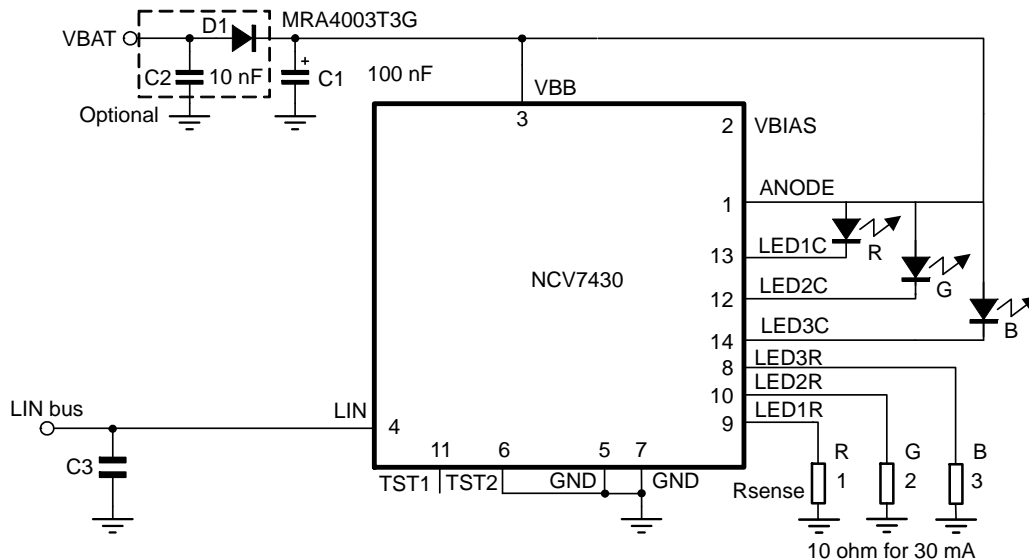 D1 MRA4003T3G
VBAT
C2 10 nF C1 100 nF
Optional
VBB
3
2 VBIAS
ANODE
1
LED1C
13
R
NCV7430
G
LED2C
12
LED3C
14
B
LED3R
8
LED2R
10
LED1R
9
LIN bus
LIN
4
C3
11 6 5 7
TST1 TST2 GND GND
R G B
Rsense 1 2 3
10 ohm for 30 mA
+